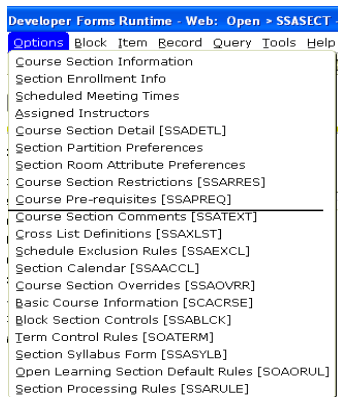 Developer Forms Runtime - Web: Open > SSASECT -
Options Block Item Record Query Tools Help
Course Section Information
Section Enrollment Info
Scheduled Meeting Times
Assigned Instructors
Course Section Detail [SSADETL]
Section Partition Preferences
Section Room Attribute Preferences
Course Section Restrictions [SSARRES]
Course Pre-requisites [SSAPREQ]
Course Section Comments [SSATEXT]
Cross List Definitions [SSAXLST]
Schedule Exclusion Rules [SSAEXCL]
Section Calendar [SSAACCL]
Course Section Overrides [SSAOVRR]
Basic Course Information [SCACRSE]
Block Section Controls [SSABLCK]
Term Control Rules [SOATERM]
Section Syllabus Form [SSASYLB]
Open Learning Section Default Rules [SOAORUL]
Section Processing Rules [SSARULE]